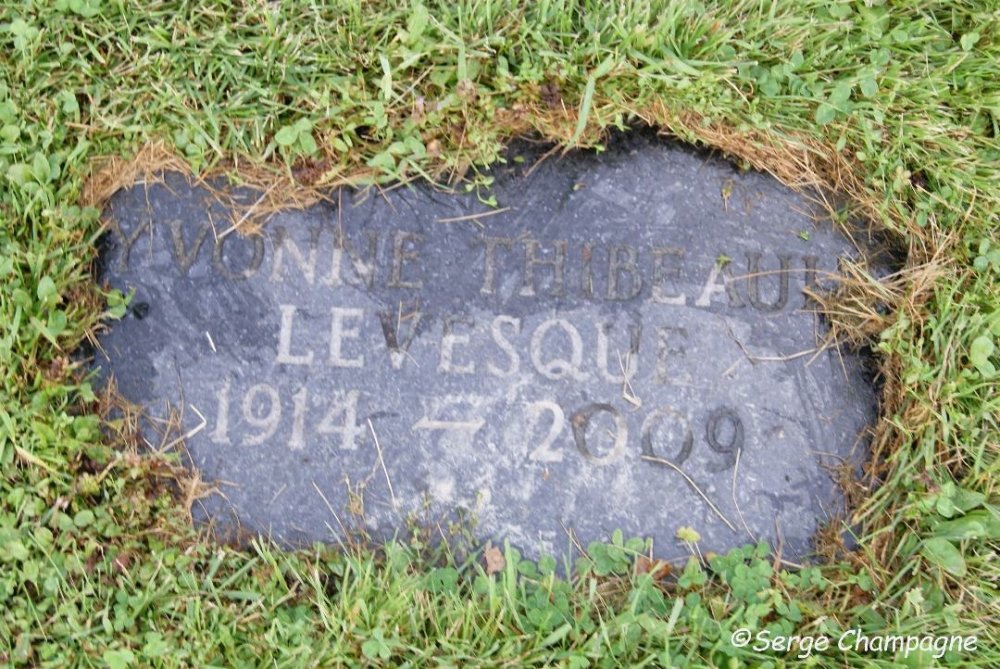 YVONNE THIBEAULT
LEVESQUE
1914 - 2009
©Serge Champagne